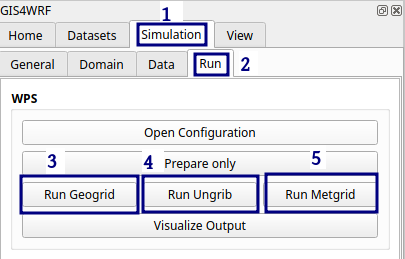 GIS4WRF
1
Home Datasets Simulation View
General Domain Data Run 2
WPS
Open Configuration
3 4 Prepare only 5
Run Geogrid Run Ungrib Run Metgrid
Visualize Output